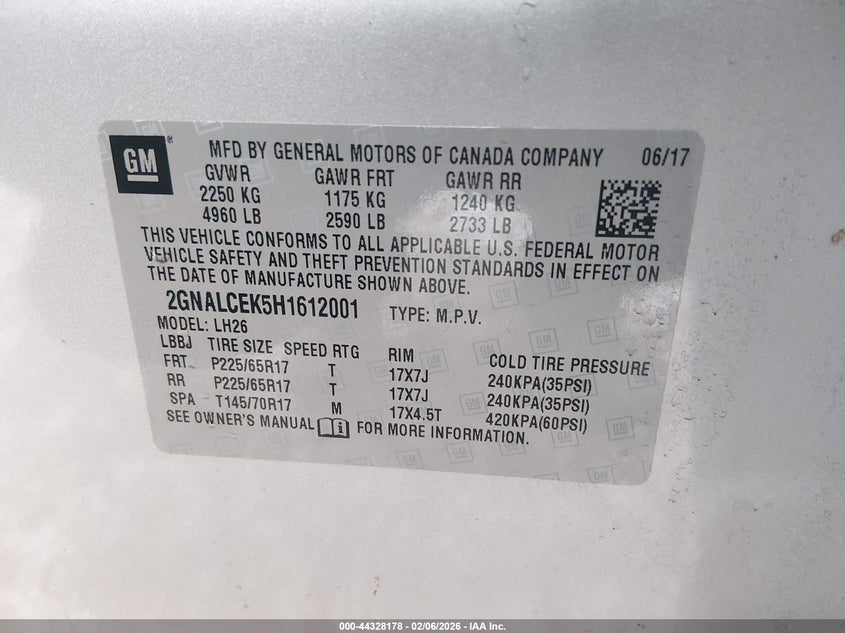 GM ® MFD BY GENERAL MOTORS OF CANADA COMPANY 06/17
GVWR GAWR FRT GAWR RR
2250 KG 1175 KG 1240 KG
4960 LB 2590 LB 2733 LB
THIS VEHICLE CONFORMS TO ALL APPLICABLE U.S. FEDERAL MOTOR
VEHICLE SAFETY AND THEFT PREVENTION STANDARDS IN EFFECT ON
THE DATE OF MANUFACTURE SHOWN ABOVE.
2GNALCEK5H1612001 TYPE: M.P.V.
MODEL: LH26
LBBJ TIRE SIZE SPEED RTG RIM COLD TIRE PRESSURE
FRT P225/65R17 T 17X7J 240KPA(35PSI)
RR P225/65R17 T 17X7J 240KPA(35PSI)
SPA T145/70R17 M 17X4.5T 420KPA(60PSI)
SEE OWNER'S MANUAL FOR MORE INFORMATION.
000-44328178 - 02/06/2026 - IAA Inc.